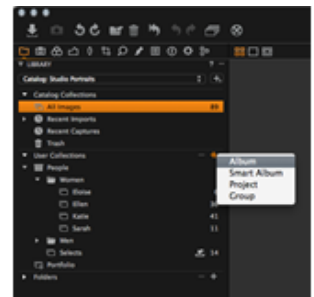 LIBRARY ?
Catalog: Studio Portraits
Catalog Collections
All Images 89
Recent Imports
Recent Captures
Trash
User Collections
People
Women
Eloise
Ellen
Katie 41
Sarah 11
Men
Selects 14
Portfolio
Folders
Album
Smart Album
Project
Group